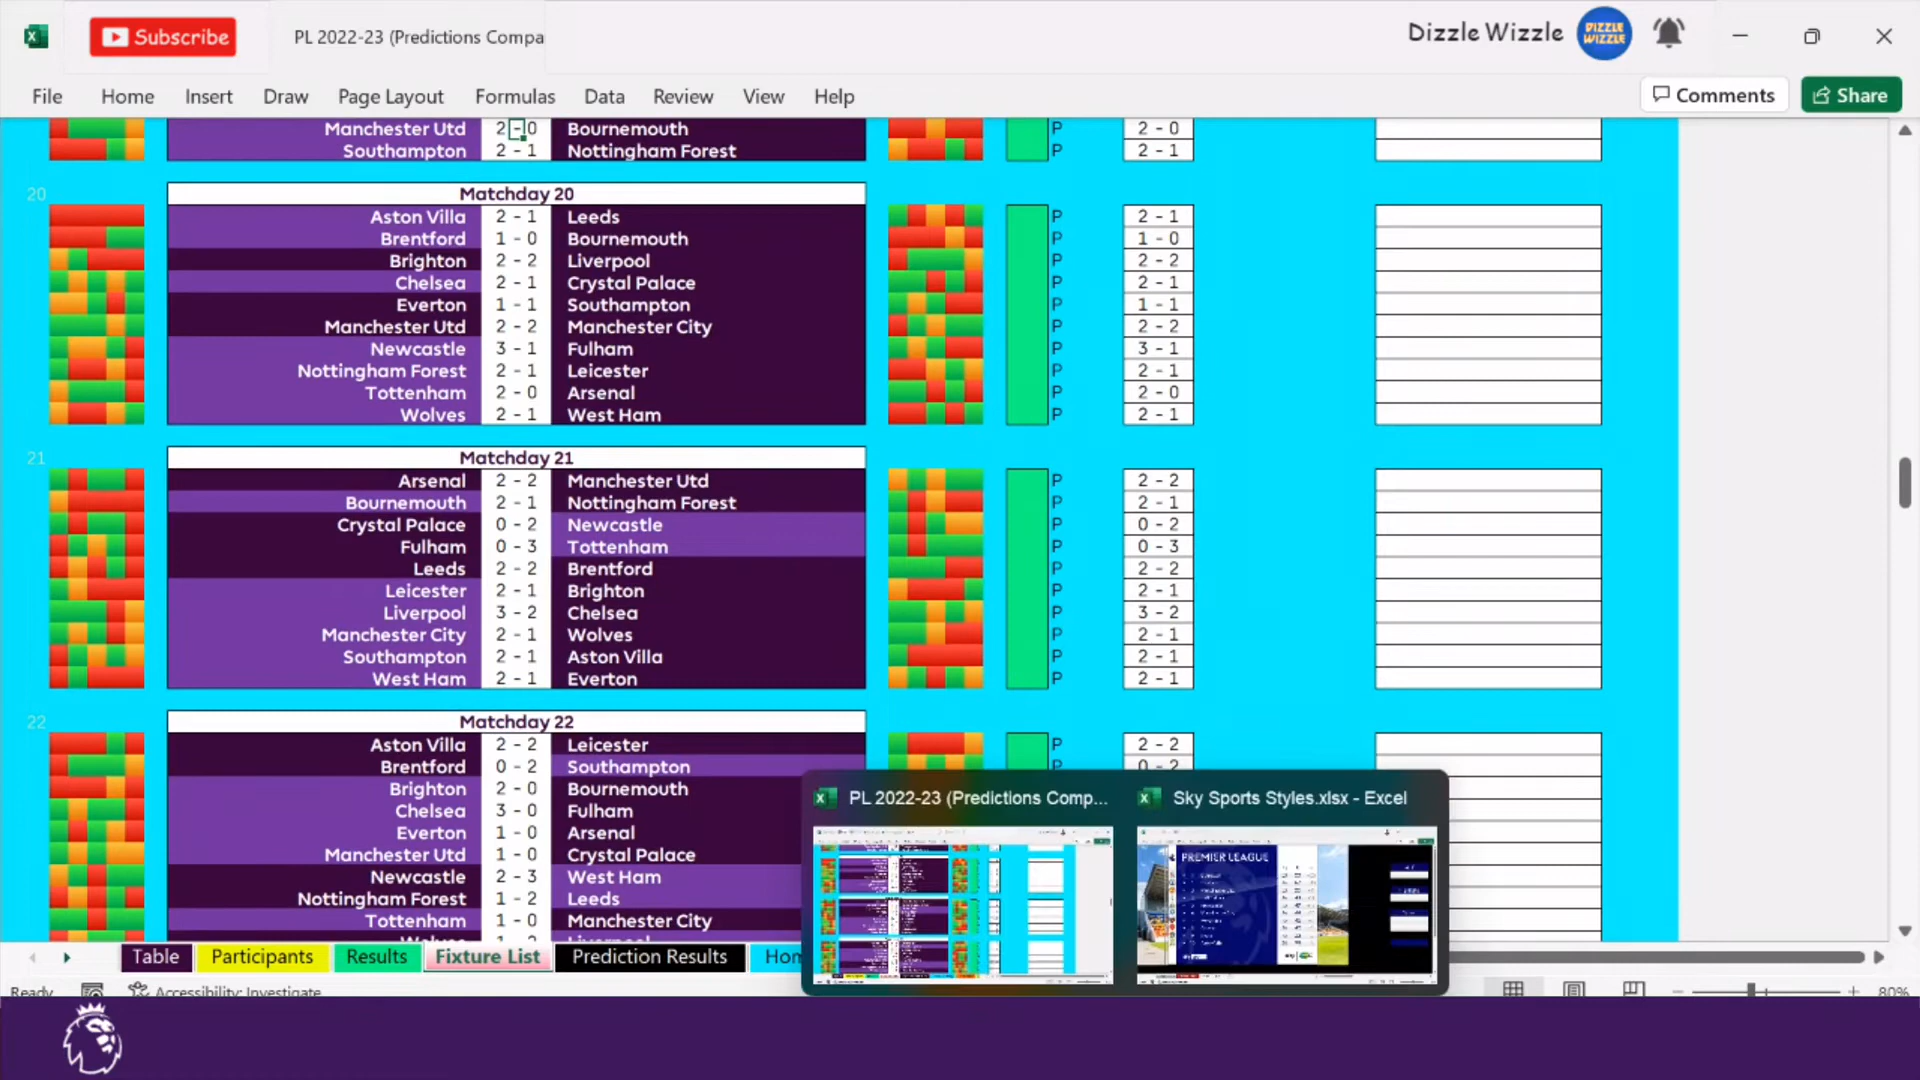 Subscribe PL 2022-23 (Predictions Compa Dizzle Wizzle DIZZLE WIZZLE
File Home Insert Draw Page Layout Formulas Data Review View Help Comments Share
Manchester Utd 2 - 0 Bournemouth P 2 - 0
Southampton 2 - 1 Nottingham Forest P 2 - 1
20 Matchday 20
Aston Villa 2 - 1 Leeds P 2 - 1
Brentford 1 - 0 Bournemouth P 1 - 0
Brighton 2 - 2 Liverpool P 2 - 2
Chelsea 2 - 1 Crystal Palace P 2 - 1
Everton 1 - 1 Southampton P 1 - 1
Manchester Utd 2 - 2 Manchester City P 2 - 2
Newcastle 3 - 1 Fulham P 3 - 1
Nottingham Forest 2 - 1 Leicester P 2 - 1
Tottenham 2 - 0 Arsenal P 2 - 0
Wolves 2 - 1 West Ham P 2 - 1
21 Matchday 21
Arsenal 2 - 2 Manchester Utd P 2 - 2
Bournemouth 2 - 1 Nottingham Forest P 2 - 1
Crystal Palace 0 - 2 Newcastle P 0 - 2
Fulham 0 - 3 Tottenham P 0 - 3
Leeds 2 - 2 Brentford P 2 - 2
Leicester 2 - 1 Brighton P 2 - 1
Liverpool 3 - 2 Chelsea P 3 - 2
Manchester City 2 - 1 Wolves P 2 - 1
Southampton 2 - 1 Aston Villa P 2 - 1
West Ham 2 - 1 Everton P 2 - 1
22 Matchday 22
Aston Villa 2 - 2 Leicester P 2 - 2
Brentford 0 - 2 Southampton P 0 - 2
Brighton 2 - 0 Bournemouth
Chelsea 3 - 0 Fulham
Everton 1 - 0 Arsenal
Manchester Utd 1 - 0 Crystal Palace
Newcastle 2 - 3 West Ham
Nottingham Forest 1 - 2 Leeds
Tottenham 1 - 0 Manchester City
Wolves 1 - 2 Liverpool
PL 2022-23 (Predictions Comp... Sky Sports Styles.xlsx - Excel
PREMIER LEAGUE
Table Participants Results Fixture List Prediction Results Hom
Ready Accessibility: Investigate 80%